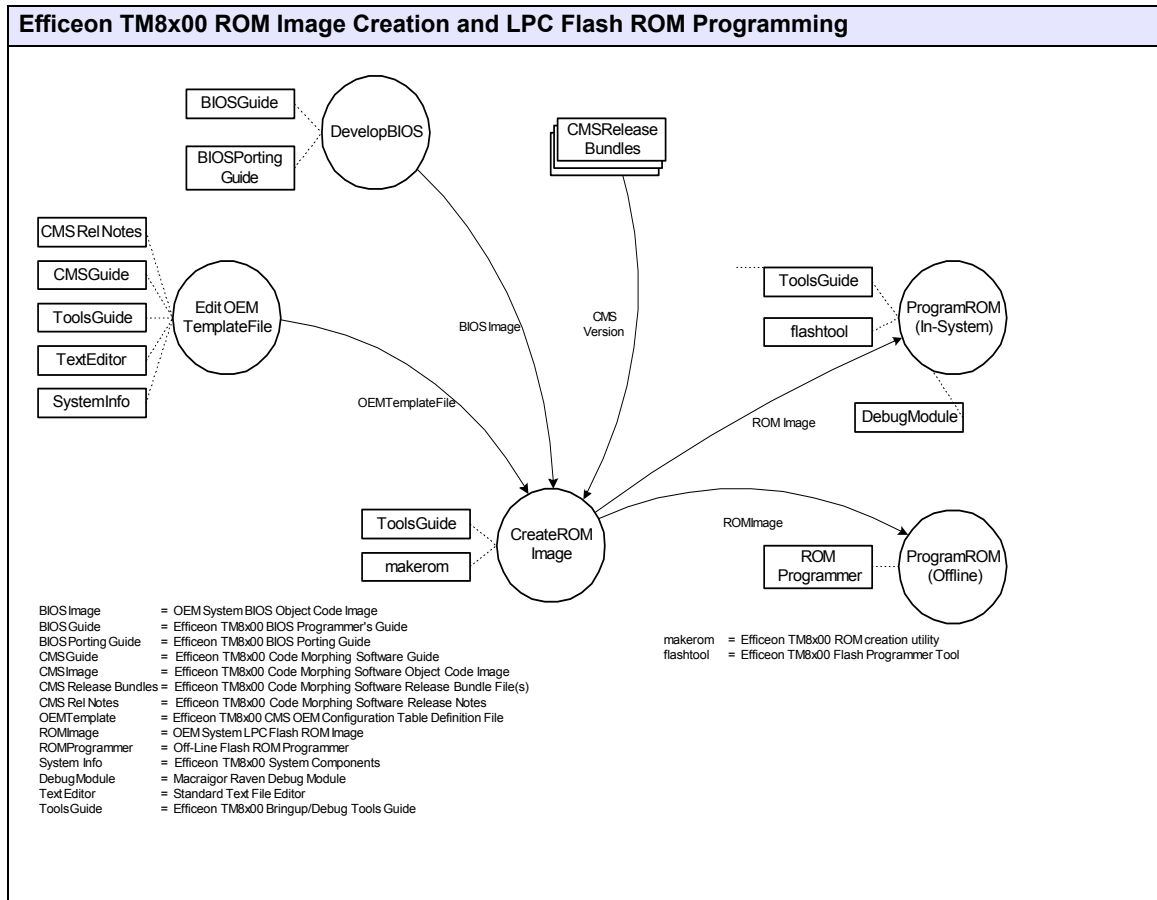 Efficeon TM8x00 ROM Image Creation and LPC Flash ROM Programming
BIOSGuide
DevelopBIOS
BIOSPorting
Guide
CMSRelease
Bundles
CMS Rel Notes
CMSGuide
ToolsGuide
TextEditor
SystemInfo
Edit OEM
TemplateFile
BIOS Image
CMS
Version
OEMTemplateFile
ToolsGuide
flashtool
ProgramROM
(In-System)
DebugModule
ROM Image
ToolsGuide
makerom
CreateROM
Image
ROMImage
ROM
Programmer
ProgramROM
(Offline)
BIOS Image = OEM System BIOS Object Code Image
BIOS Guide = Efficeon TM8x00 BIOS Programmer's Guide
BIOS Porting Guide = Efficeon TM8x00 BIOS Porting Guide
CMSGuide = Efficeon TM8x00 Code Morphing Software Guide
CMSImage = Efficeon TM8x00 Code Morphing Software Object Code Image
CMS Release Bundles = Efficeon TM8x00 Code Morphing Software Release Bundle File(s)
CMS Rel Notes = Efficeon TM8x00 Code Morphing Software Release Notes
OEMTemplate = Efficeon TM8x00 CMS OEM Configuration Table Definition File
ROMImage = OEM System LPC Flash ROM Image
ROMProgrammer = Off-Line Flash ROM Programmer
System Info = Efficeon TM8x00 System Components
DebugModule = Macraigor Raven Debug Module
Text Editor = Standard Text File Editor
ToolsGuide = Efficeon TM8x00 Bringup/Debug Tools Guide
makerom = Efficeon TM8x00 ROM creation utility
flashtool = Efficeon TM8x00 Flash Programmer Tool